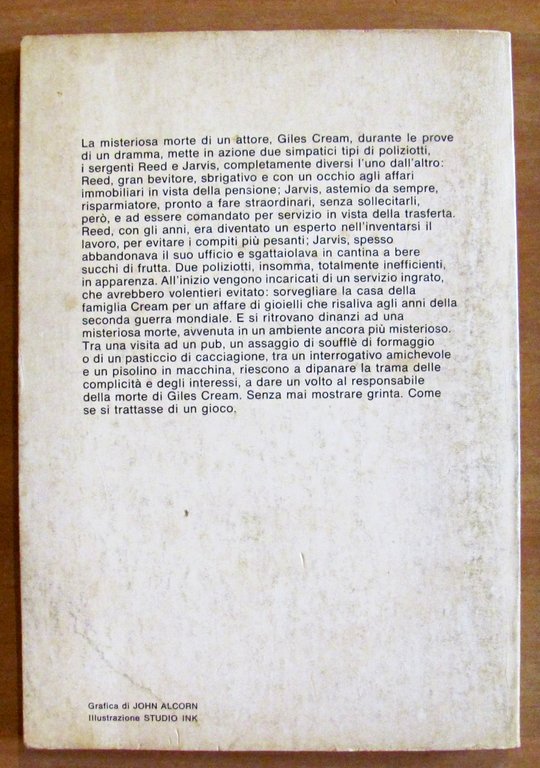 La misteriosa morte di un attore, Giles Cream, durante le prove
di un dramma, mette in azione due simpatici tipi di poliziotti,
i sergenti Reed e Jarvis, completamente diversi l'uno dall'altro:
Reed, gran bevitore, sbrigativo e con un occhio agli affari
immobiliari in vista della pensione; Jarvis, astemio da sempre,
risparmiatore, pronto a fare straordinari, senza sollecitarli,
però, e ad essere comandato per servizio in vista della trasferta.
Reed, con gli anni, era diventato un esperto nell'inventarsi il
lavoro, per evitare i compiti più pesanti; Jarvis, spesso
abbandonava il suo ufficio e sgattaiolava in cantina a bere
succhi di frutta. Due poliziotti, insomma, totalmente inefficienti,
in apparenza. All'inizio vengono incaricati di un servizio ingrato,
che avrebbero volentieri evitato: sorvegliare la casa della
famiglia Cream per un affare di gioielli che risaliva agli anni della
seconda guerra mondiale. E si ritrovano dinanzi ad una
misteriosa morte, avvenuta in un ambiente ancora più misterioso.
Tra una visita ad un pub, un assaggio di soufflè di formaggio
o di un pasticcio di cacciagione, tra un interrogativo amichevole
e un pisolino in macchina, riescono a dipanare la trama delle
complicità e degli interessi, a dare un volto al responsabile
della morte di Giles Cream. Senza mai mostrare grinta. Come
se si trattasse di un gioco.
Grafica di JOHN ALCORN
Illustrazione STUDIO INK